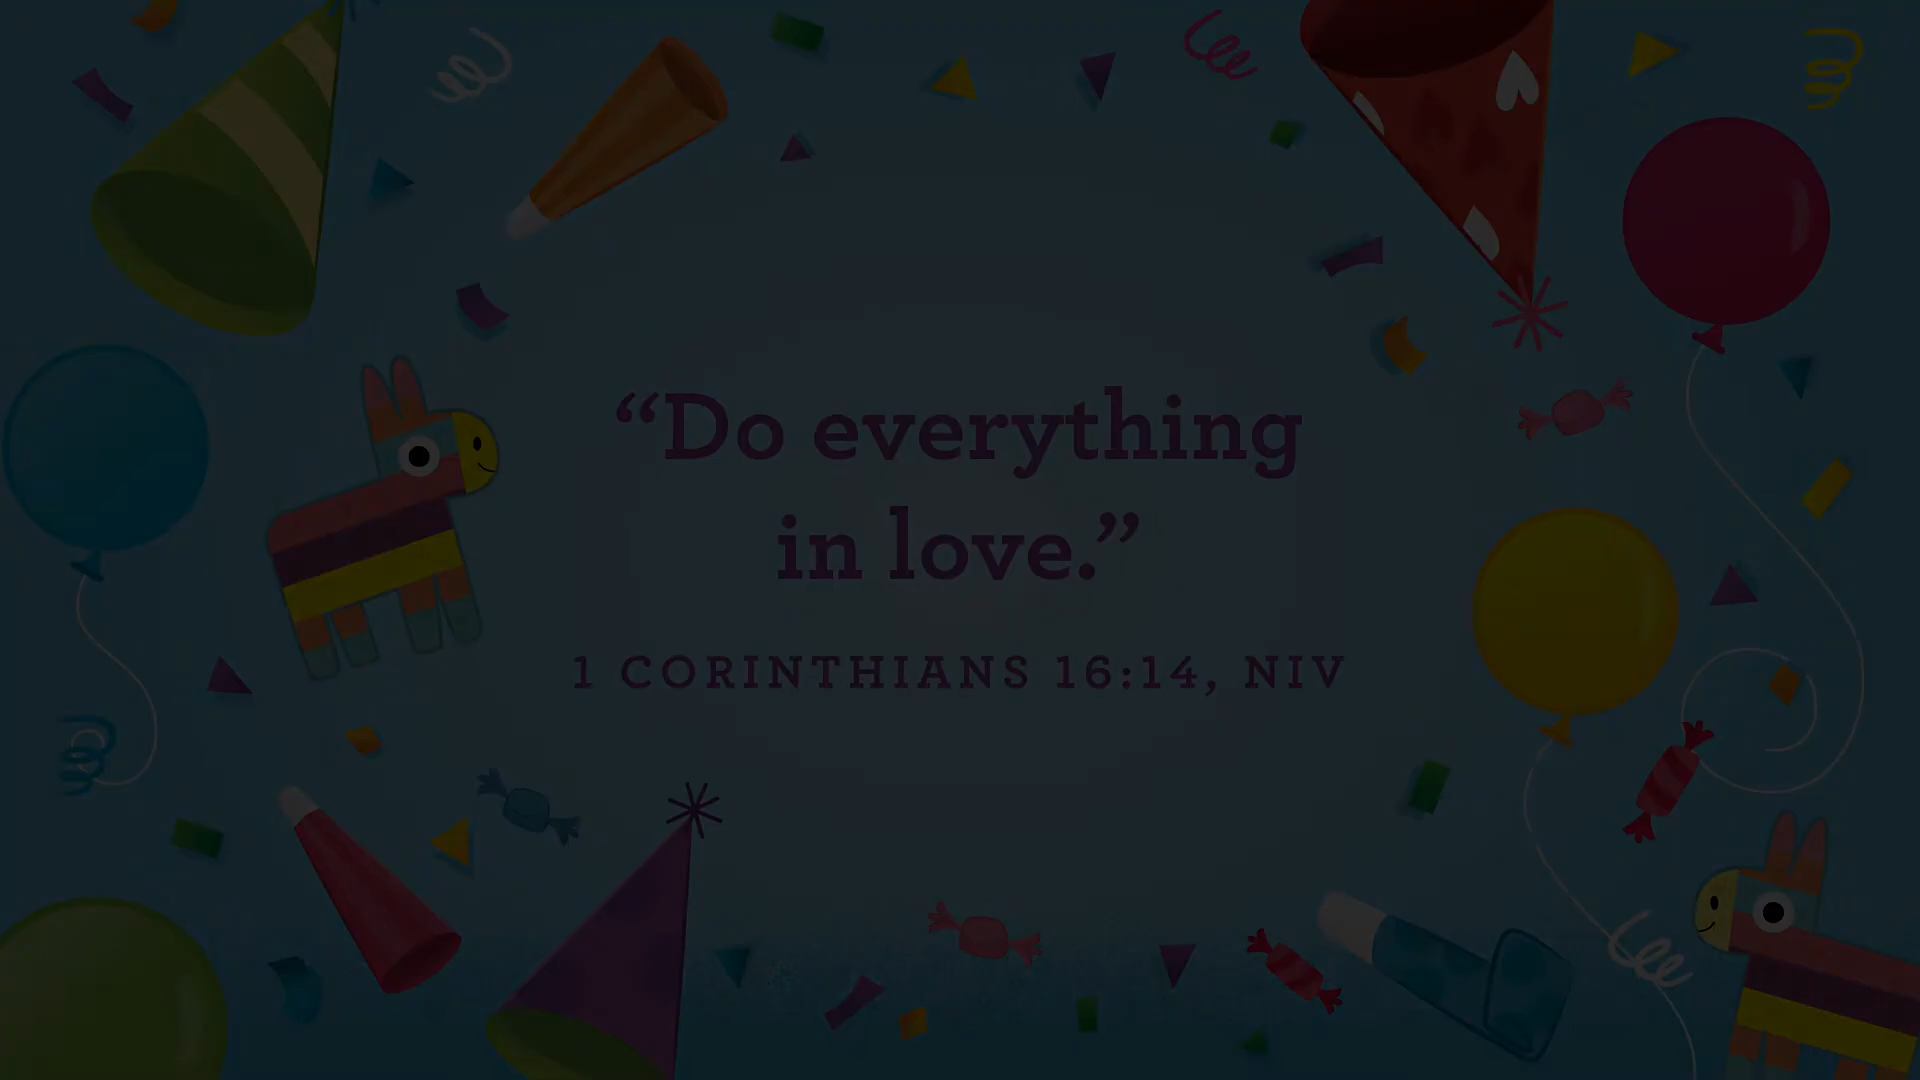 “Do everything
in love.”
1 CORINTHIANS 16:14, NIV